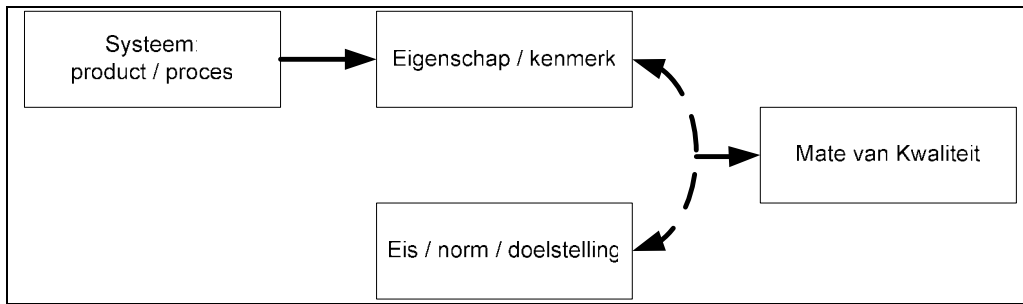 Systeem:
product / proces
Eigenschap / kenmerk
Mate van Kwaliteit
Eis / norm / doelstelling